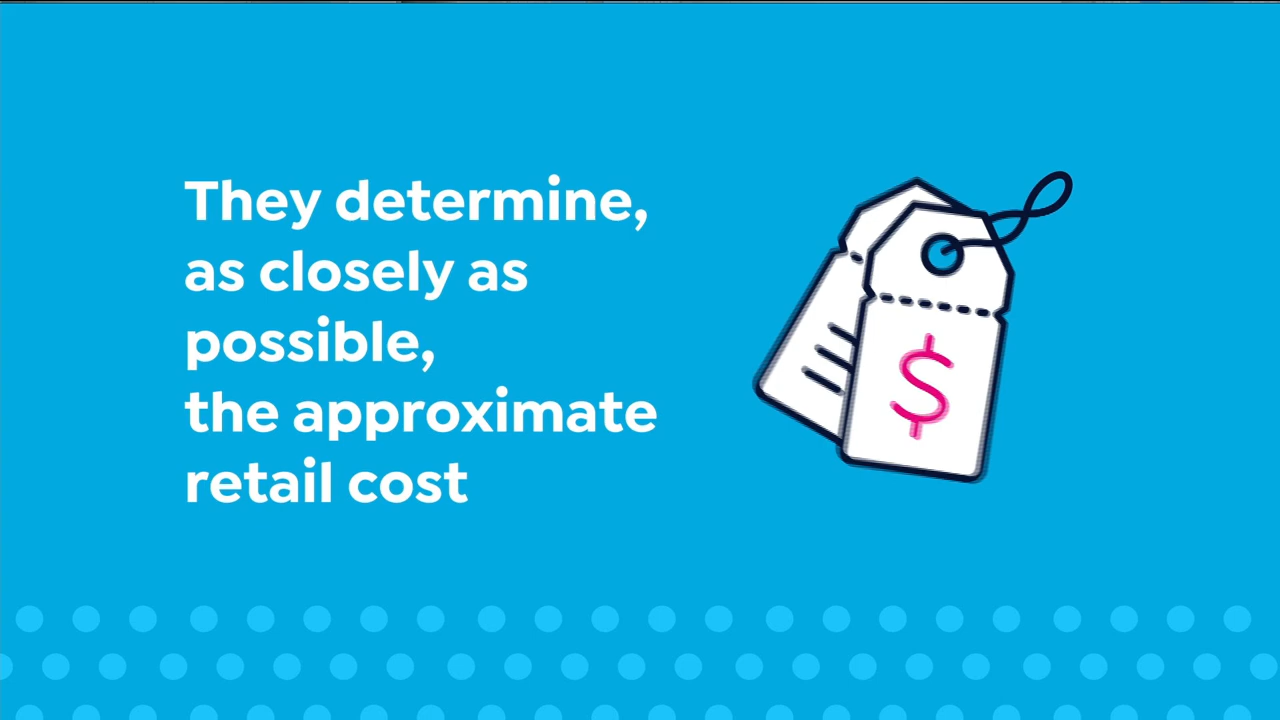 They determine,
as closely as
possible,
the approximate
retail cost
$